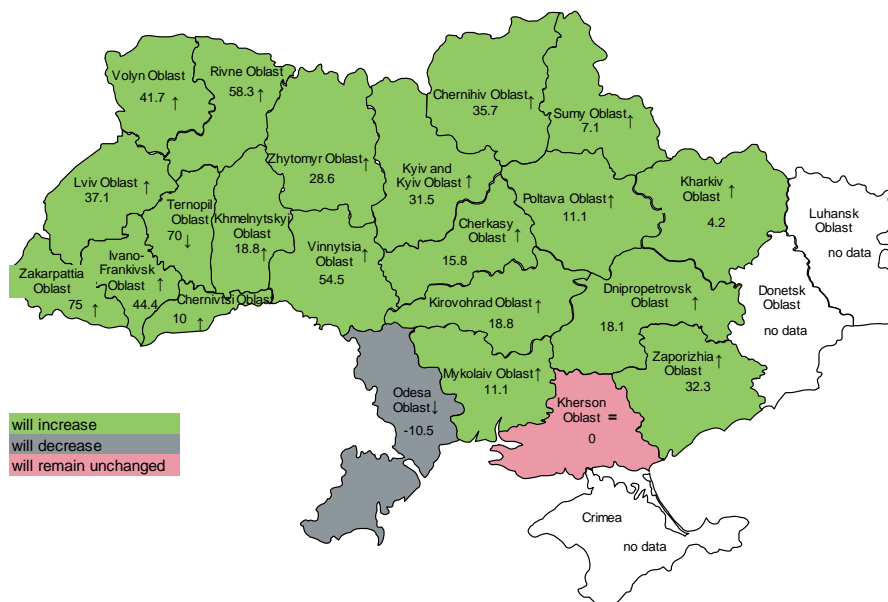 Volyn Oblast
41.7 ↑
Rivne Oblast
58.3 ↑
Zhytomyr Oblast ↑
28.6
Kyiv and
Kyiv Oblast ↑
31.5
Chernihiv Oblast ↑
35.7
Sumy Oblast ↑
7.1
Lviv Oblast ↑
37.1
Ternopil
Oblast
70 ↓
Khmelnytskyi
Oblast
18.8 ↑
Vinnytsia
Oblast ↑
54.5
Cherkasy
Oblast ↑
15.8
Poltava Oblast ↑
11.1
Kharkiv ↑
Oblast
4.2
Luhansk
Oblast
no data
Zakarpattia
Oblast
75 ↑
Ivano-
Frankivsk ↑
Oblast
44.4
Chernivtsi Oblast
10 ↑
Kirovohrad Oblast ↑
18.8
Dnipropetrovsk
Oblast ↑
18.1
Donetsk
Oblast
no data
Zaporizhia ↑
Oblast
32.3
Mykolaiv Oblast ↑
11.1
Odesa
Oblast ↓
-10.5
Kherson
Oblast =
0
Crimea
no data
will increase
will decrease
will remain unchanged